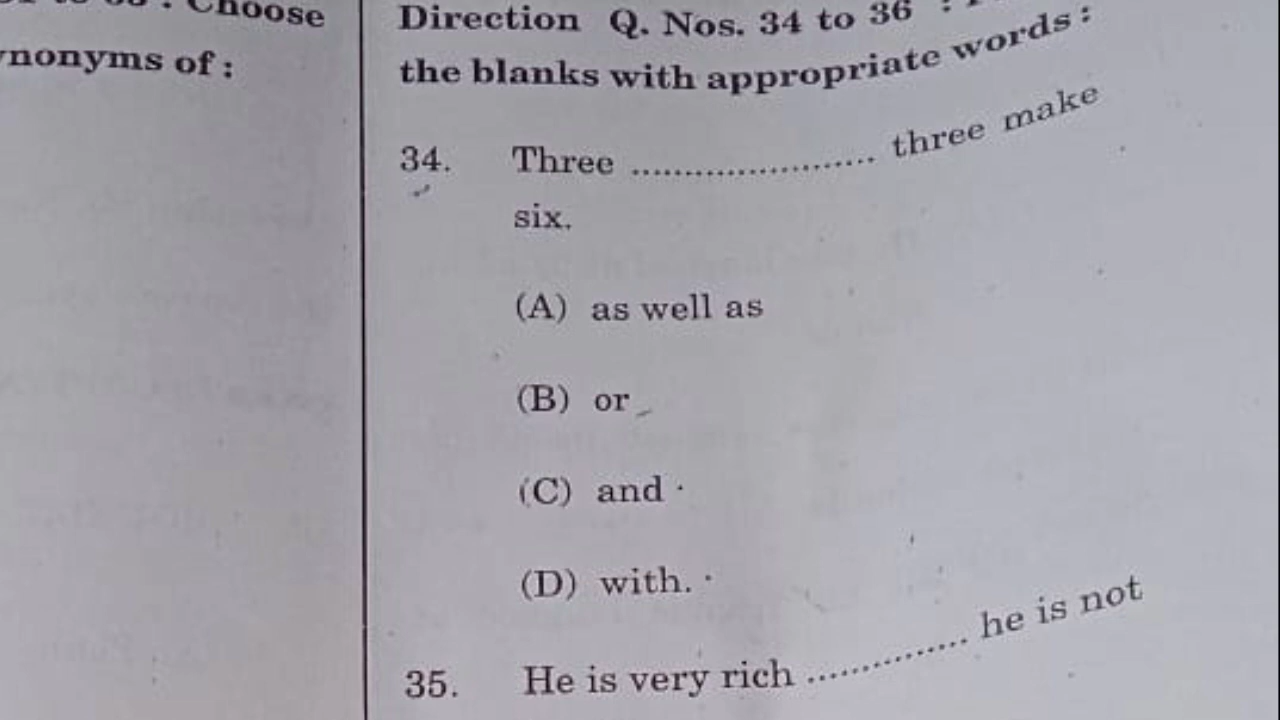 Choose
of :
Direction Q. Nos. 34 to 36 :
the blanks with appropriate words :
34. Three ...................... three make
six.
(A) as well as
(B) or
(C) and
(D) with.
35. He is very rich ............... he is not